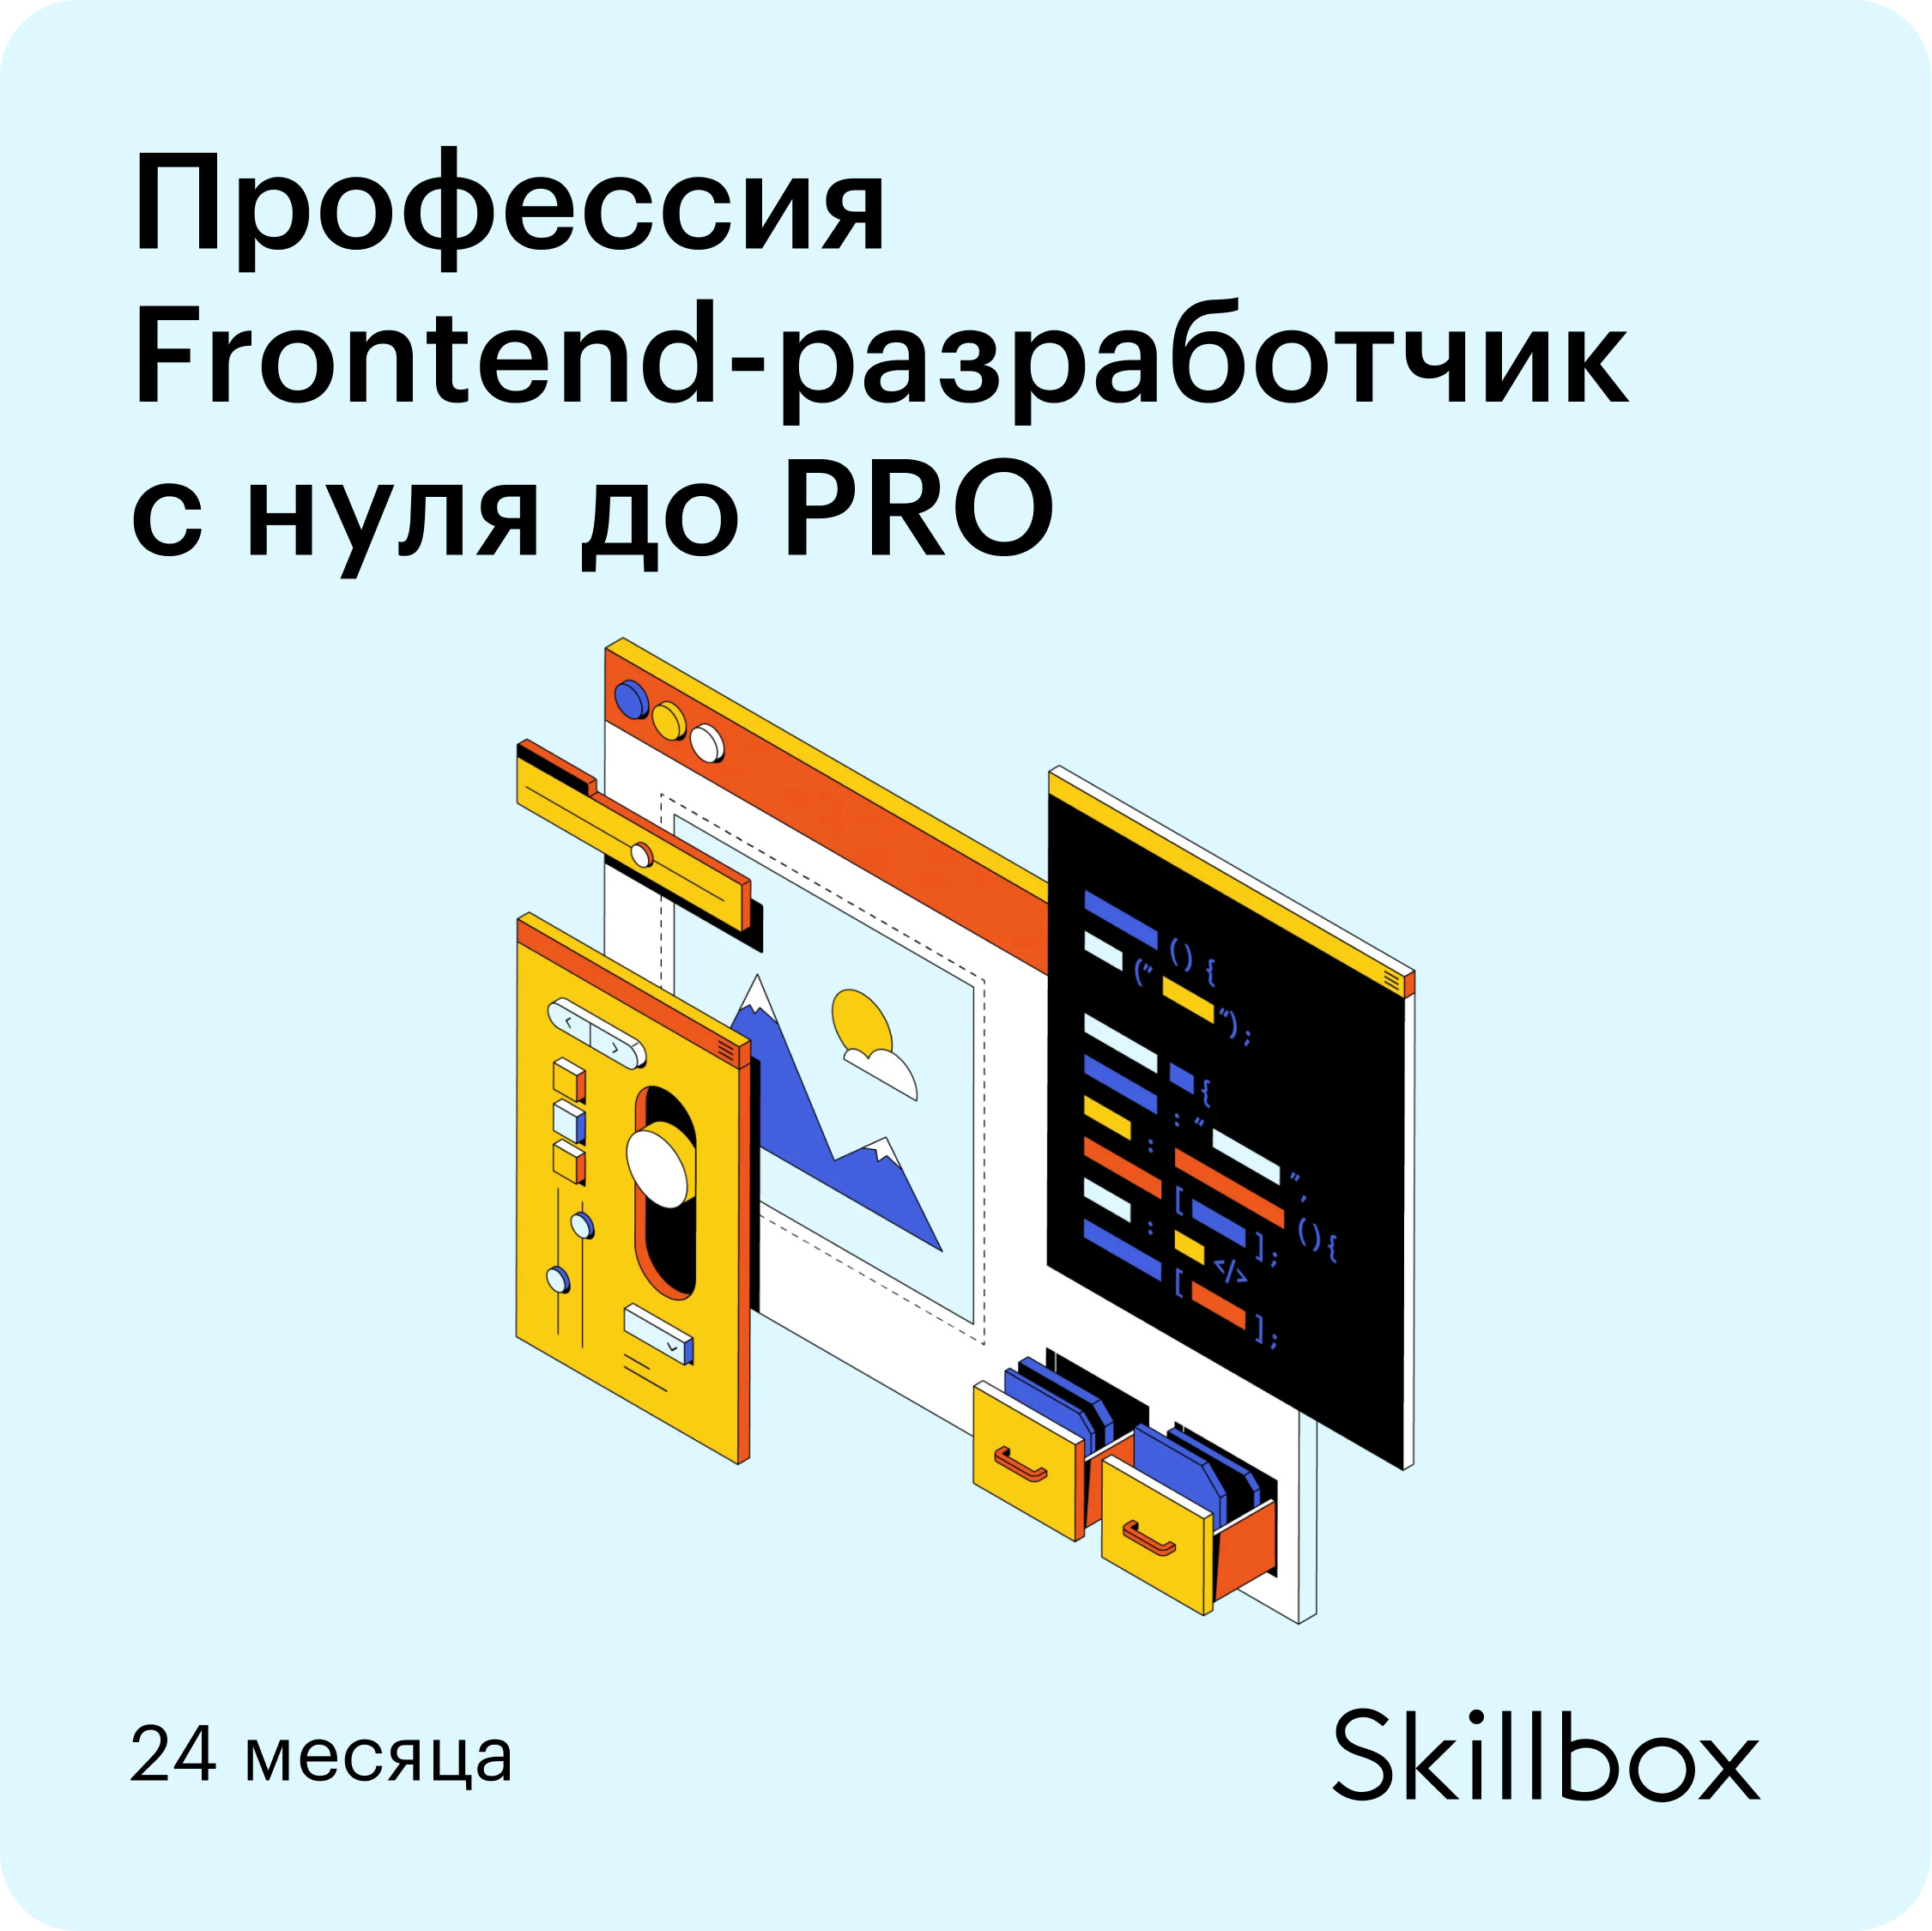 Профессия
Frontend-разработчик
с нуля до PRO
(){
("");
{
: "
:
",
[ ];
(){
:
</>
[ ];
24 месяца
Skillbox